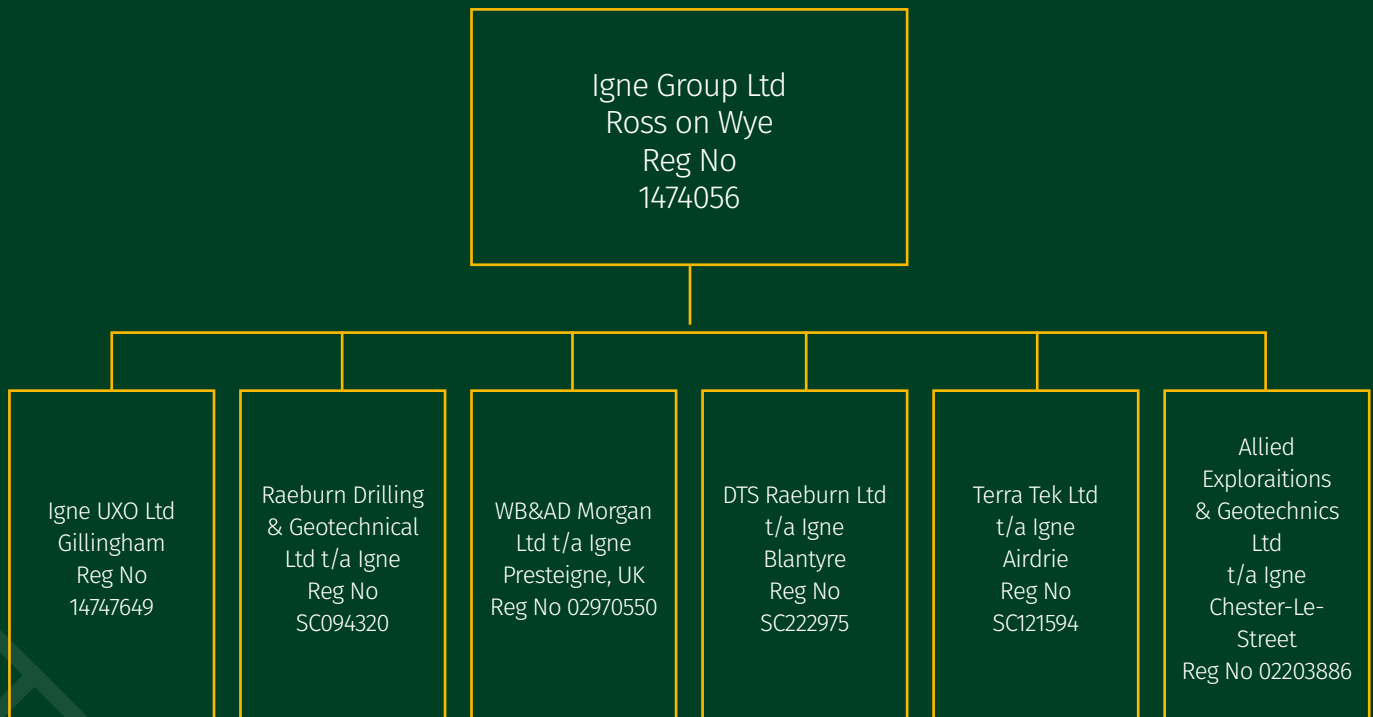 Igne Group Ltd
Ross on Wye
Reg No
1474056
Igne UXO Ltd
Gillingham
Reg No
14747649
Raeburn Drilling
& Geotechnical
Ltd t/a Igne
Reg No
SC094320
WB&AD Morgan
Ltd t/a Igne
Presteigne, UK
Reg No 02970550
DTS Raeburn Ltd
t/a Igne
Blantyre
Reg No
SC222975
Terra Tek Ltd
t/a Igne
Airdrie
Reg No
SC121594
Allied
Exploraitions
& Geotechnics
Ltd
t/a Igne
Chester-Le-
Street
Reg No 02203886